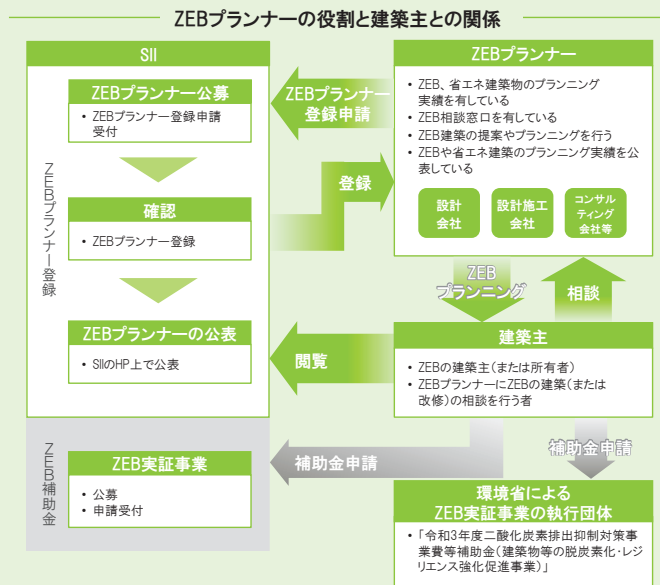 ZEBプランナーの役割と建築主との関係
SII
ZEBプランナー登録
ZEBプランナー公募
・ZEBプランナー登録申請
受付
確認
・ZEBプランナー登録
ZEBプランナーの公表
・SIIのHP上で公表
ZEB補助金
ZEB実証事業
・公募
・申請受付
ZEBプランナー
登録申請
登録
閲覧
補助金申請
ZEBプランナー
・ZEB、省エネ建築物のプランニング
実績を有している
・ZEB相談窓口を有している
・ZEB建築の提案やプランニングを行う
・ZEBや省エネ建築のプランニング実績を公
表している
設計
会社
設計施工
会社
コンサル
ティング
会社等
ZEB
プランニング
相談
建築主
・ZEBの建築主(または所有者)
・ZEBプランナーにZEBの建築(または
改修)の相談を行う者
補助金申請
環境省による
ZEB実証事業の執行団体
・「令和3年度二酸化炭素排出抑制対策事
業費等補助金(建築物等の脱炭素化・レジ
リエンス強化促進事業)」